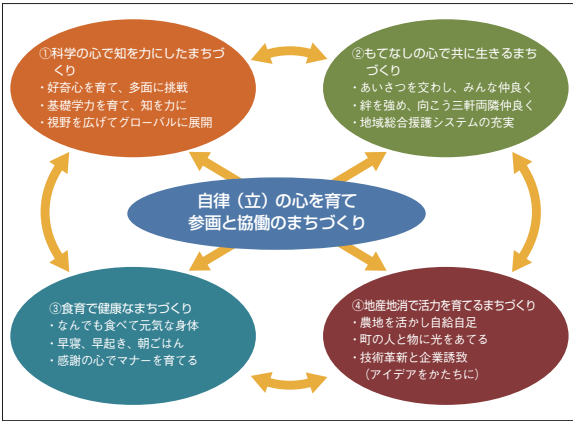 ①科学の心で知を力にしたまちづ
くり
・好奇心を育て、多面に挑戦
・基礎学力を育て、知を力に
・視野を広げてグローバルに展開
②もてなしの心で共に生きるまち
づくり
・あいさつを交わし、みんな仲良く
・絆を強め、向こう三軒両隣仲良く
・地域総合援護システムの充実
自律（立）の心を育て
参画と協働のまちづくり
③食育で健康なまちづくり
・なんでも食べて元気な身体
・早寝、早起き、朝ごはん
・感謝の心でマナーを育てる
④地産地消で活力を育てるまちづくり
・農地を活かし自給自足
・町の人と物に光をあてる
・技術革新と企業誘致
（アイデアをかたちに）